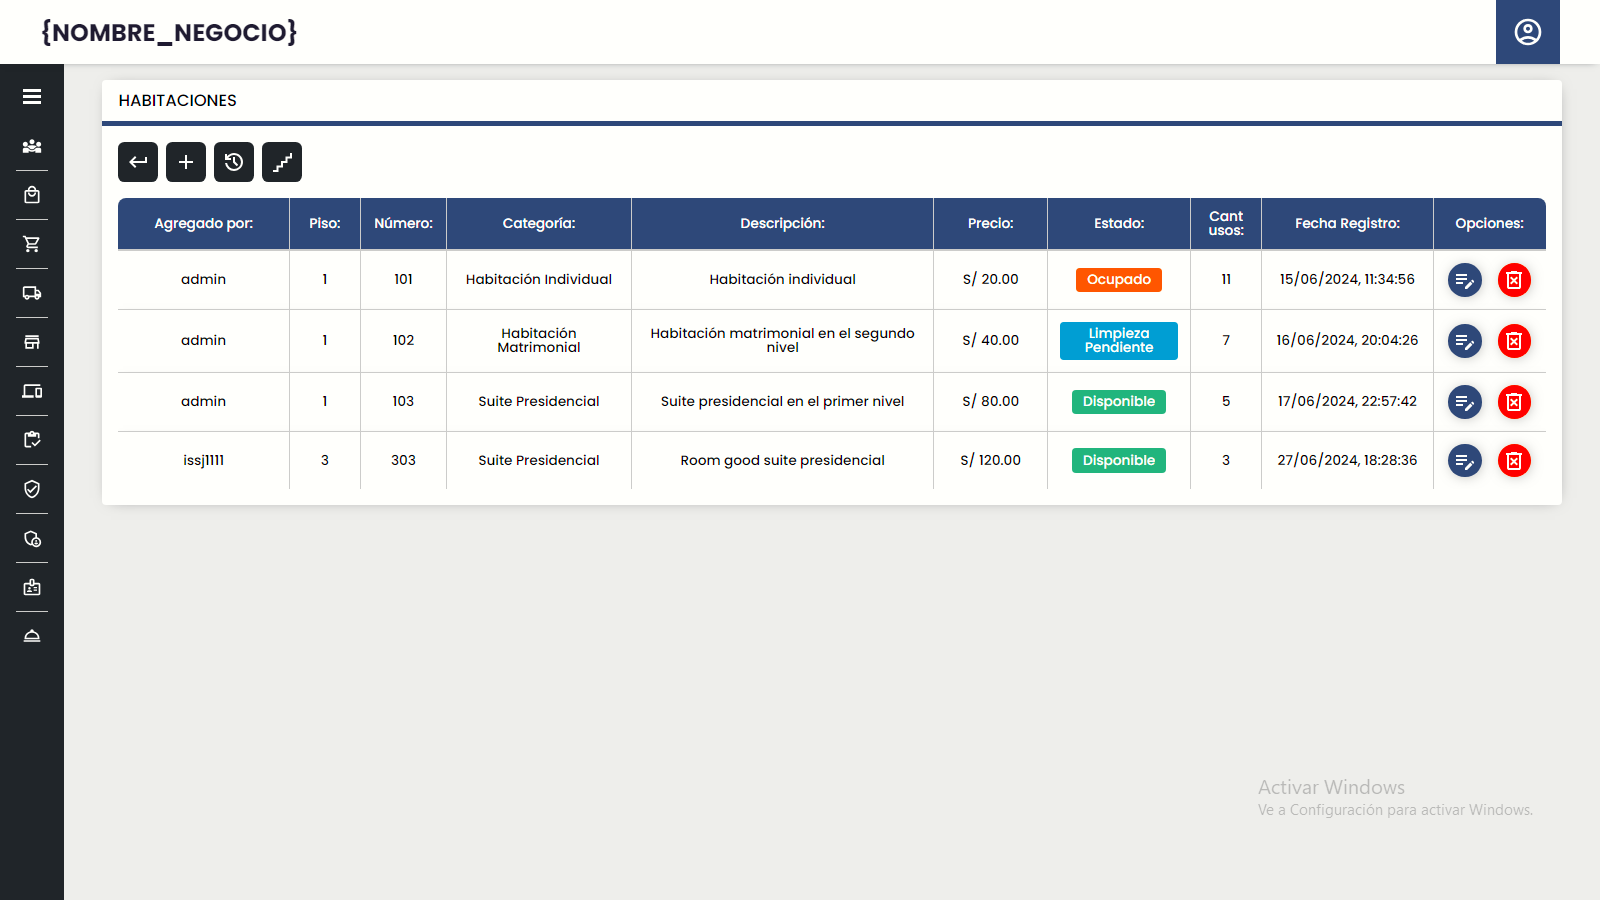 {NOMBRE_NEGOCIO}
HABITACIONES
Agregado por: Piso: Número: Categoría: Descripción: Precio: Estado: Cant usos: Fecha Registro: Opciones:
admin 1 101 Habitación Individual Habitación individual S/ 20.00 Ocupado 11 15/06/2024, 11:34:56
admin 1 102 Habitación Matrimonial Habitación matrimonial en el segundo nivel S/ 40.00 Limpieza Pendiente 7 16/06/2024, 20:04:26
admin 1 103 Suite Presidencial Suite presidencial en el primer nivel S/ 80.00 Disponible 5 17/06/2024, 22:57:42
issj1111 3 303 Suite Presidencial Room good suite presidencial S/ 120.00 Disponible 3 27/06/2024, 18:28:36
Activar Windows
Ve a Configuración para activar Windows.